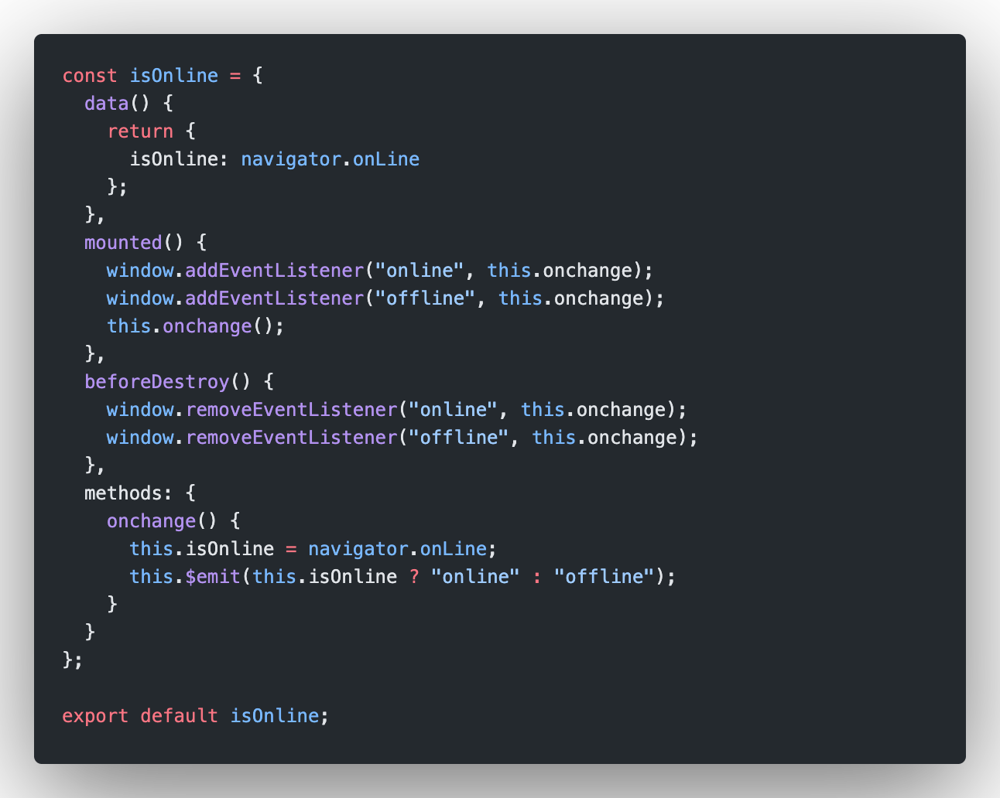 const isOnline = {
  data() {
    return {
      isOnline: navigator.onLine
    };
  },
  mounted() {
    window.addEventListener("online", this.onchange);
    window.addEventListener("offline", this.onchange);
    this.onchange();
  },
  beforeDestroy() {
    window.removeEventListener("online", this.onchange);
    window.removeEventListener("offline", this.onchange);
  },
  methods: {
    onchange() {
      this.isOnline = navigator.onLine;
      this.$emit(this.isOnline ? "online" : "offline");
    }
  }
};

export default isOnline;